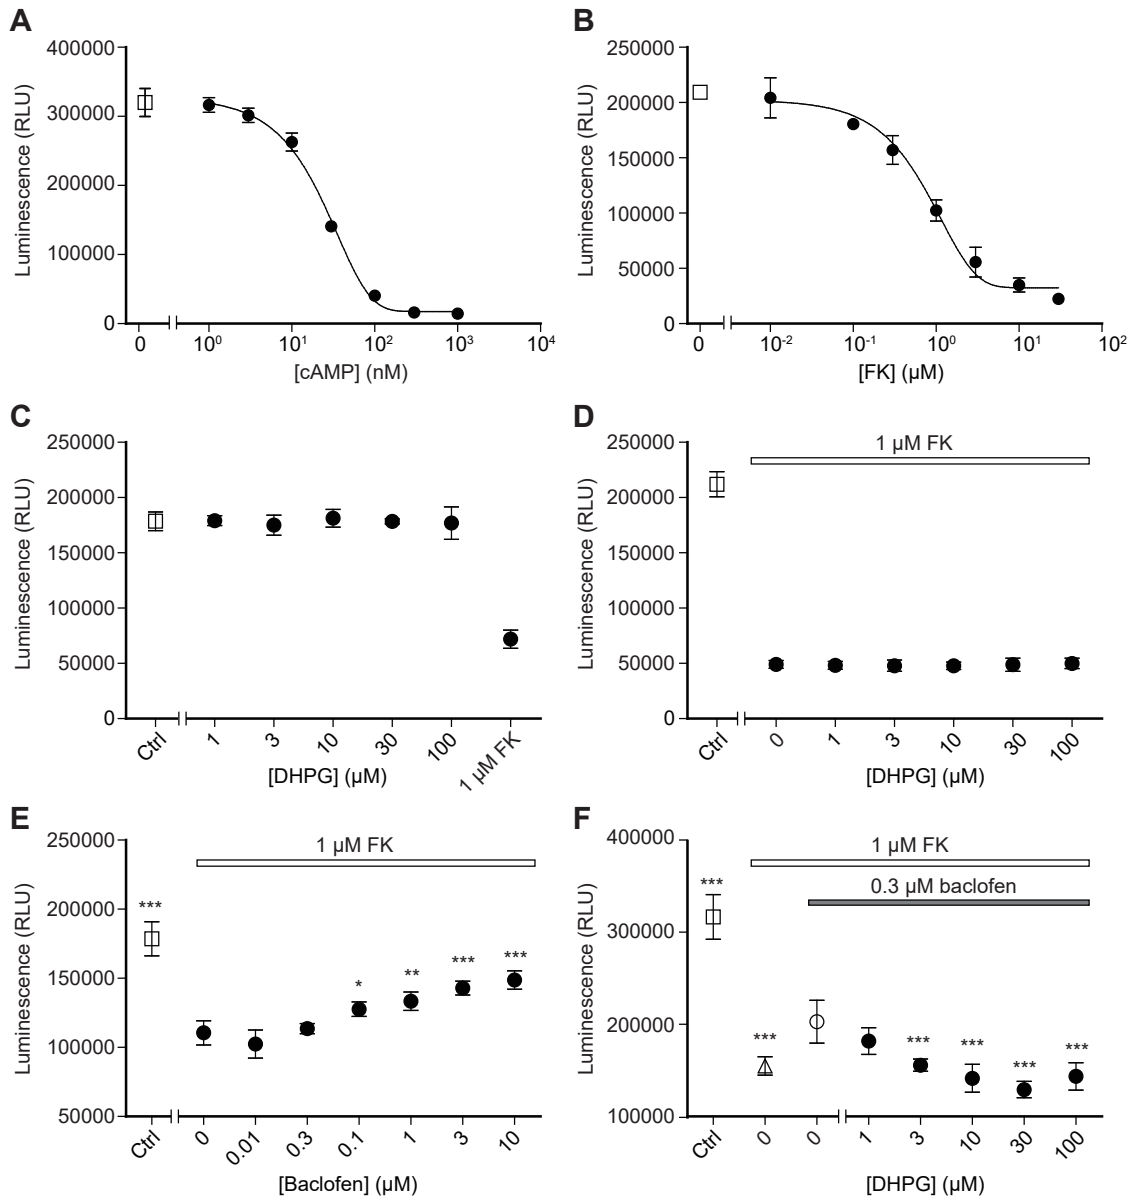 A
400000
300000
200000
100000
0
Luminescence (RLU)
0 10⁰ 10¹ 10² 10³ 10⁴
[cAMP] (nM)
B
250000
200000
150000
100000
50000
0
Luminescence (RLU)
0 10⁻² 10⁻¹ 10⁰ 10¹ 10²
[FK] (µM)
C
250000
200000
150000
100000
50000
0
Luminescence (RLU)
Ctrl 1 3 10 30 100 1 µM FK
[DHPG] (µM)
D
1 µM FK
250000
200000
150000
100000
50000
0
Luminescence (RLU)
Ctrl 0 1 3 10 30 100
[DHPG] (µM)
E
1 µM FK
250000
200000
150000
100000
50000
Luminescence (RLU)
*** * ** *** ***
Ctrl 0 0.01 0.3 0.1 1 3 10
[Baclofen] (µM)
F
1 µM FK
0.3 µM baclofen
400000
300000
200000
100000
Luminescence (RLU)
*** *** *** *** *** ***
Ctrl 0 0 1 3 10 30 100
[DHPG] (µM)